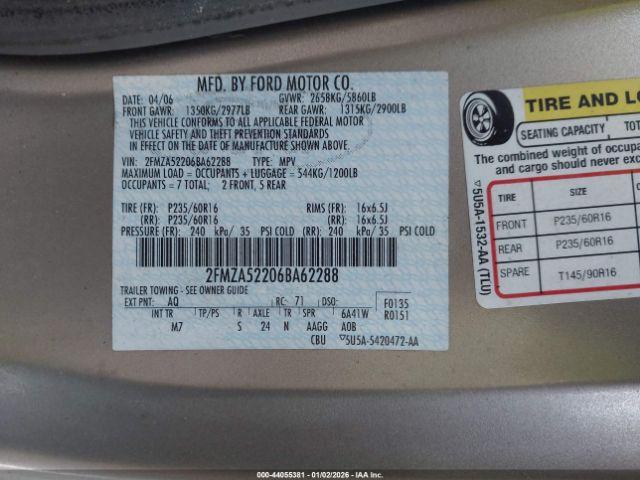 MFD. BY FORD MOTOR CO.
DATE: 04/06 GVWR: 2658KG/5860LB
FRONT GAWR: 1350KG/2977LB REAR GAWR: 1315KG/2900LB
THIS VEHICLE CONFORMS TO ALL APPLICABLE FEDERAL MOTOR
VEHICLE SAFETY AND THEFT PREVENTION STANDARDS
IN EFFECT ON THE DATE OF MANUFACTURE SHOWN ABOVE.
VIN: 2FMZA52206BA62288 TYPE: MPV
MAXIMUM LOAD = OCCUPANTS + LUGGAGE = 544KG/1200LB
OCCUPANTS = 7 TOTAL; 2 FRONT, 5 REAR
TIRE (FR): P235/60R16 RIMS (FR): 16x6.5J
(RR): P235/60R16 (RR): 16x6.5J
PRESSURE (FR): 240 kPa/ 35 PSI COLD (RR): 240 kPa/ 35 PSI COLD
2FMZA52206BA62288
TRAILER TOWING - SEE OWNER GUIDE
EXT PNT: AQ RC: 71 DSO: F0135
INT TR TP/PS R AXLE TR SPR 6A41W R0151
M7 S 24 N AAGG A0B
CBU ▽5U5A-5420472-AA
TIRE AND LO
SEATING CAPACITY TOT
The combined weight of occupa
and cargo should never exce
TIRE SIZE
FRONT P235/60R16
REAR P235/60R16
SPARE T145/90R16
▽5U5A-1532-AA (TLU)
000-44055381 - 01/02/2026 - IAAI.COM